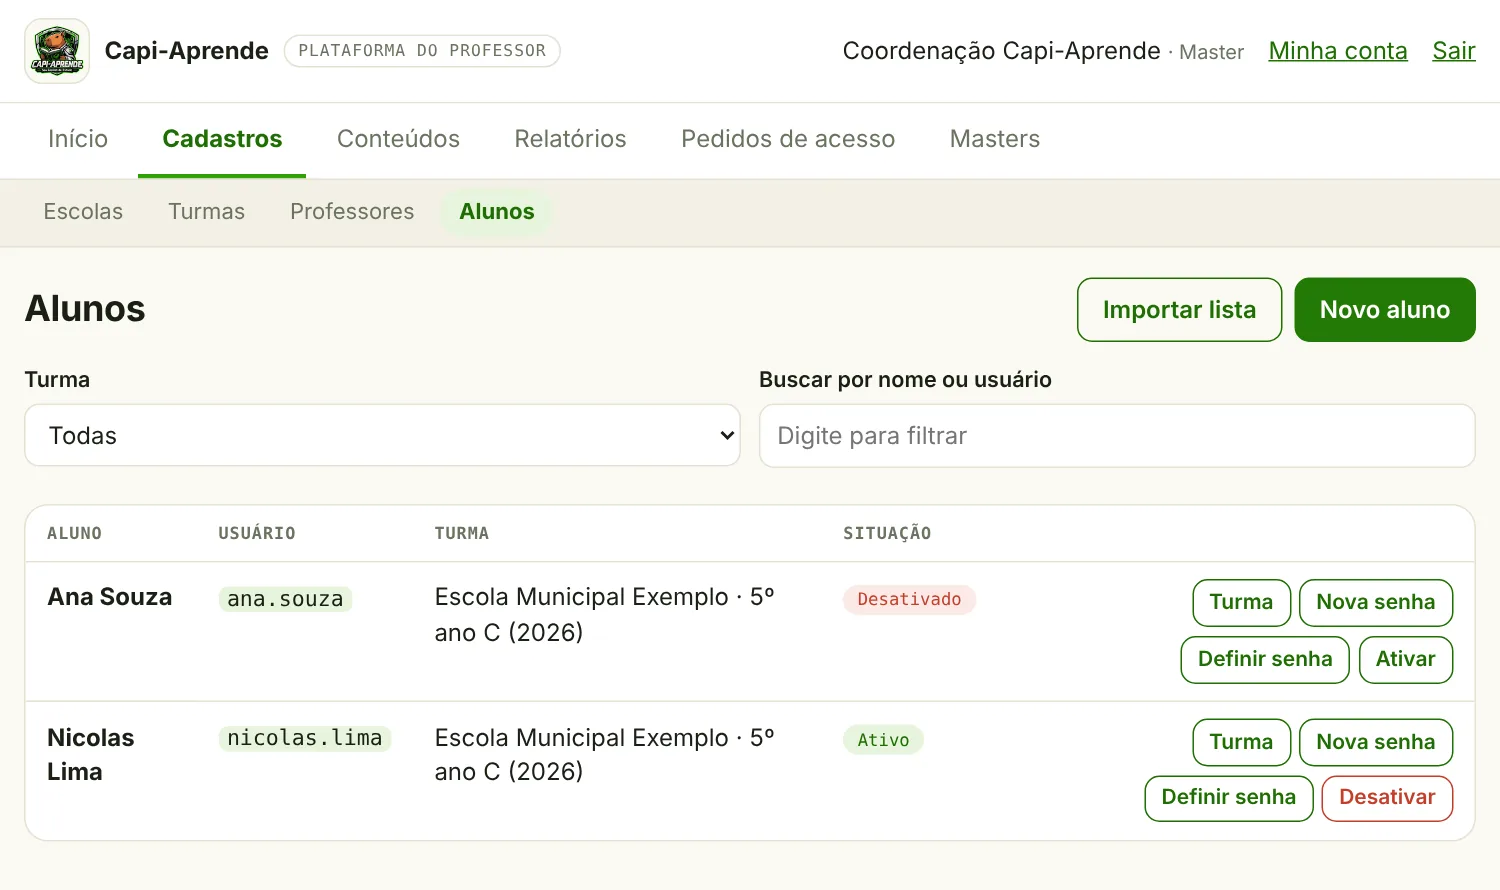 CAPI-APRENDE
Capi-Aprende
PLATAFORMA DO PROFESSOR
Coordenação Capi-Aprende · Master
Minha conta
Sair
Início
Cadastros
Conteúdos
Relatórios
Pedidos de acesso
Masters
Escolas
Turmas
Professores
Alunos
Alunos
Importar lista
Novo aluno
Turma
Buscar por nome ou usuário
Todas
Digite para filtrar
ALUNO
USUÁRIO
TURMA
SITUAÇÃO
Ana Souza
ana.souza
Escola Municipal Exemplo · 5º
ano C (2026)
Desativado
Turma
Nova senha
Definir senha
Ativar
Nicolas
Lima
nicolas.lima
Escola Municipal Exemplo · 5º
ano C (2026)
Ativo
Turma
Nova senha
Definir senha
Desativar